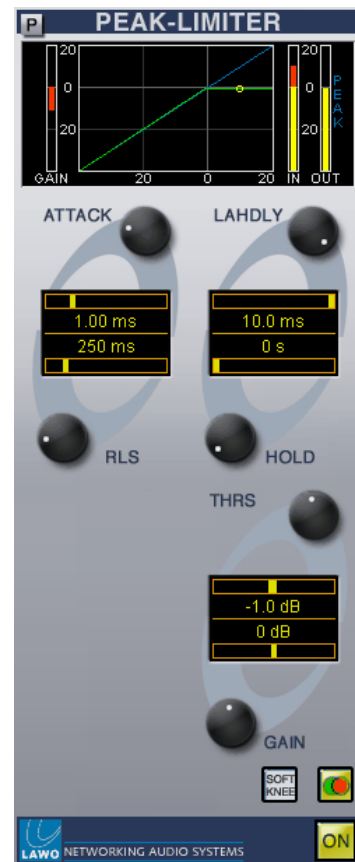 P PEAK-LIMITER
20 20
0 0
20 20
PEAK
GAIN 20 0 20 IN OUT
ATTACK LAHDLY
1.00 ms 10.0 ms
250 ms 0 s
RLS HOLD
THRS
-1.0 dB
0 dB
GAIN
SOFT
KNEE
LAWO NETWORKING AUDIO SYSTEMS ON